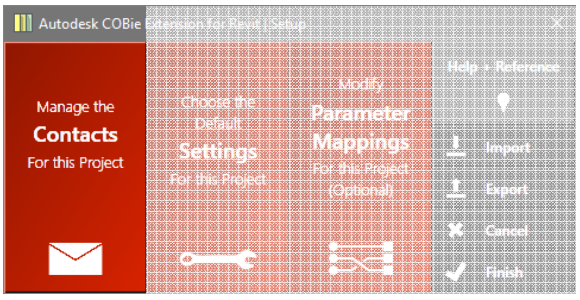 Autodesk COBie Extension for Revit | Setup
Manage the
Contacts
For this Project
Choose the
Default
Settings
For this Project
Modify
Parameter
Mappings
For this Project
(Optional)
Help + Reference
Import
Export
Cancel
Finish